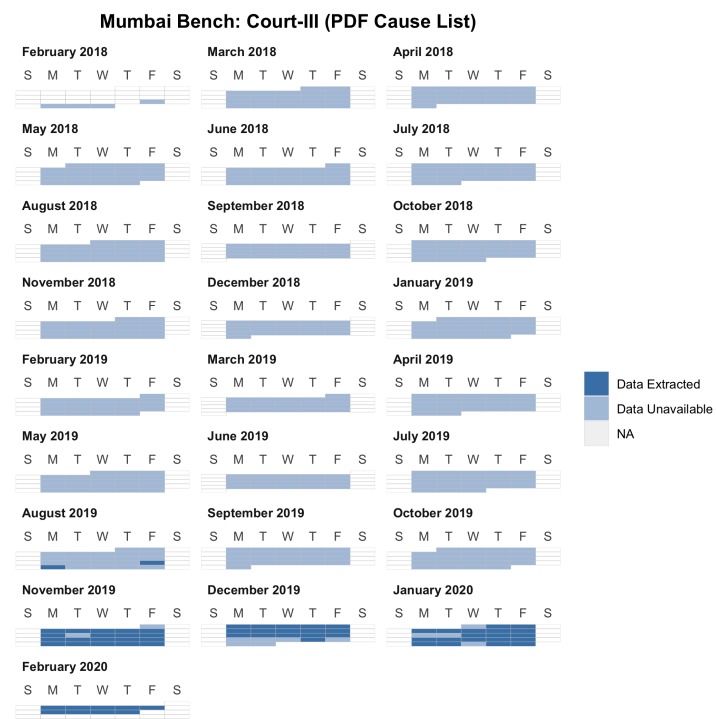 Mumbai Bench: Court-III (PDF Cause List)
February 2018 March 2018 April 2018
S M T W T F S S M T W T F S S M T W T F S
May 2018 June 2018 July 2018
S M T W T F S S M T W T F S S M T W T F S
August 2018 September 2018 October 2018
S M T W T F S S M T W T F S S M T W T F S
November 2018 December 2018 January 2019
S M T W T F S S M T W T F S S M T W T F S
February 2019 March 2019 April 2019
S M T W T F S S M T W T F S S M T W T F S
May 2019 June 2019 July 2019
S M T W T F S S M T W T F S S M T W T F S
August 2019 September 2019 October 2019
S M T W T F S S M T W T F S S M T W T F S
November 2019 December 2019 January 2020
S M T W T F S S M T W T F S S M T W T F S
February 2020
S M T W T F S
Data Extracted
Data Unavailable
NA